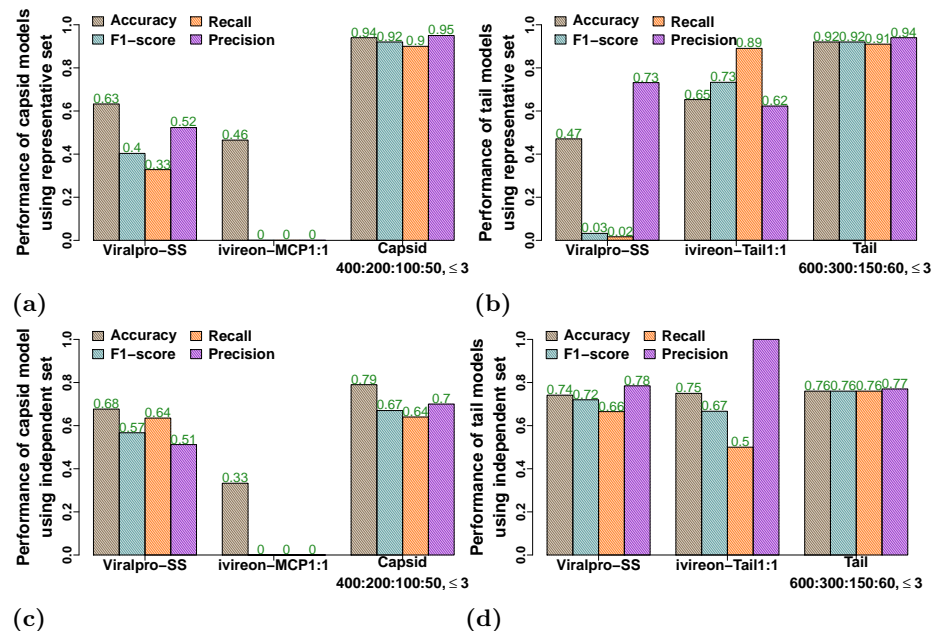 Performance of capsid models
using representative set
0.0 0.2 0.4 0.6 0.8 1.0
Accuracy Recall
F1−score Precision
0.63 0.4 0.33 0.52
0.46 0 0 0
0.94 0.92 0.9 0.95
Viralpro−SS ivireon−MCP1:1 Capsid
400:200:100:50, ≤ 3
(a)
Performance of tail models
using representative set
0.0 0.2 0.4 0.6 0.8 1.0
Accuracy Recall
F1−score Precision
0.47 0.03 0.02 0.73
0.65 0.73 0.89 0.62
0.92 0.92 0.91 0.94
Viralpro−SS ivireon−Tail1:1 Tail
600:300:150:60, ≤ 3
(b)
Performance of capsid model
using independent set
0.0 0.2 0.4 0.6 0.8 1.0
Accuracy Recall
F1−score Precision
0.68 0.57 0.64 0.51
0.33 0 0 0
0.79 0.67 0.64 0.7
Viralpro−SS ivireon−MCP1:1 Capsid
400:200:100:50, ≤ 3
(c)
Performance of tail models
using independent set
0.0 0.2 0.4 0.6 0.8 1.0
Accuracy Recall
F1−score Precision
0.74 0.72 0.66 0.78
0.75 0.67 0.5
0.76 0.76 0.76 0.77
Viralpro−SS ivireon−Tail1:1 Tail
600:300:150:60, ≤ 3
(d)